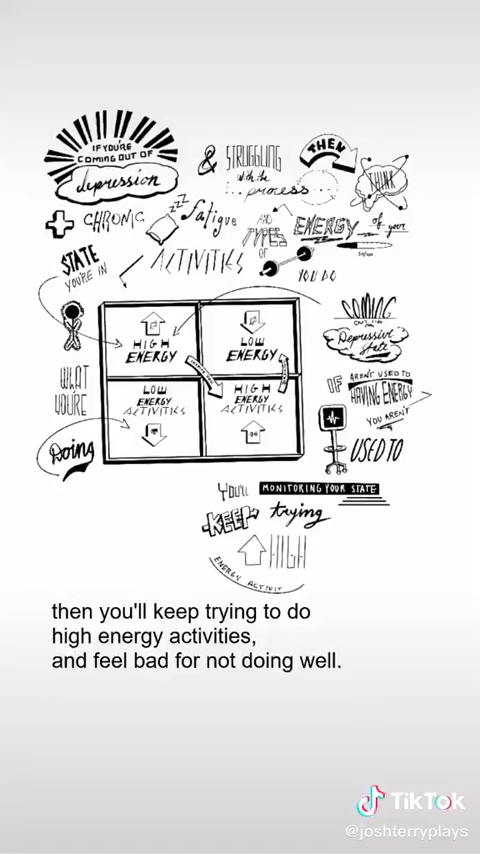 IF YOU'RE
COMING OUT OF
depression
& STRUGGLING
with the
process
THEN
THINK
CHRONIC
fatigue
zzz
AND
TYPES
OF
ENERGY of your
STATE
YOU'RE IN
ACTIVITIES
YOU DO
HIGH
ENERGY
LOW
ENERGY
LOW
ENERGY
ACTIVITIES
HIGH
ENERGY
ACTIVITIES
WHAT
YOU'RE
Doing
COMING
OUT OF
Depressive
State
IF
AREN'T USED TO
HAVING ENERGY
YOU AREN'T
USED TO
MONITORING YOUR STATE
YOU'LL
KEEP trying
HIGH
ENERGY ACTIVIT
then you'll keep trying to do
high energy activities,
and feel bad for not doing well.
TikTok
@joshterryplays